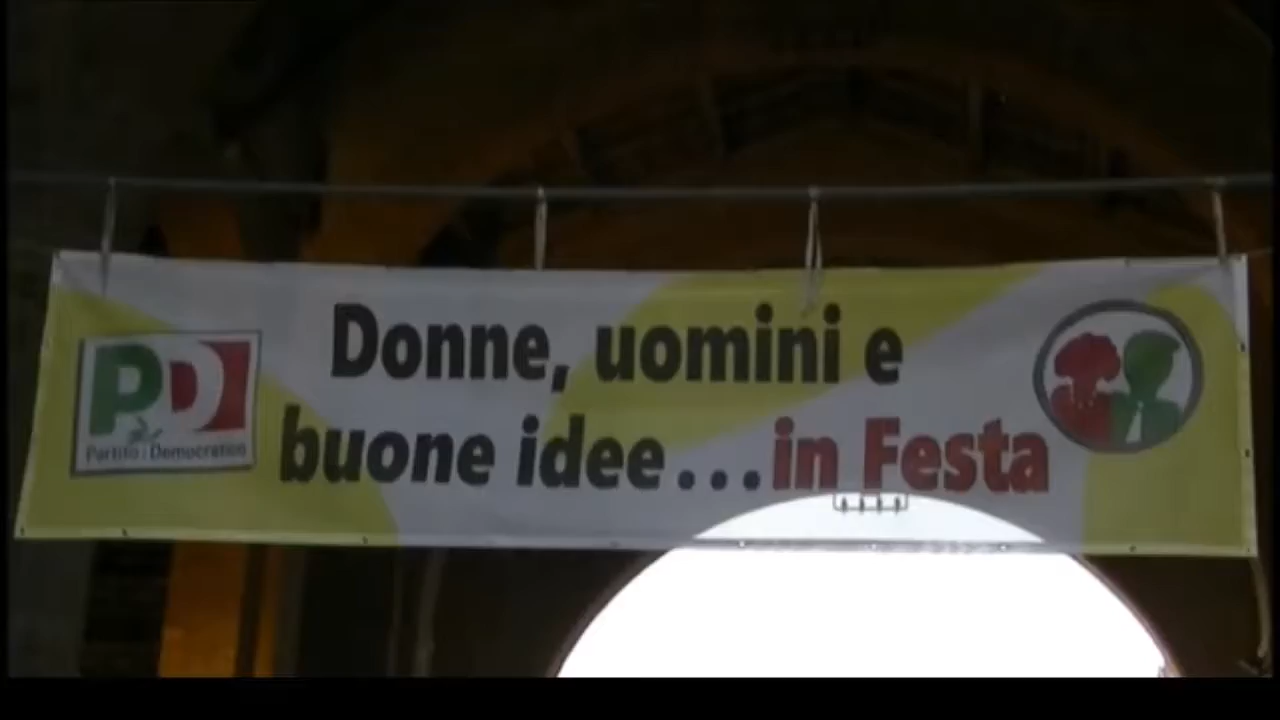 PD
Partito Democratico
Donne, uomini e
buone idee...in Festa